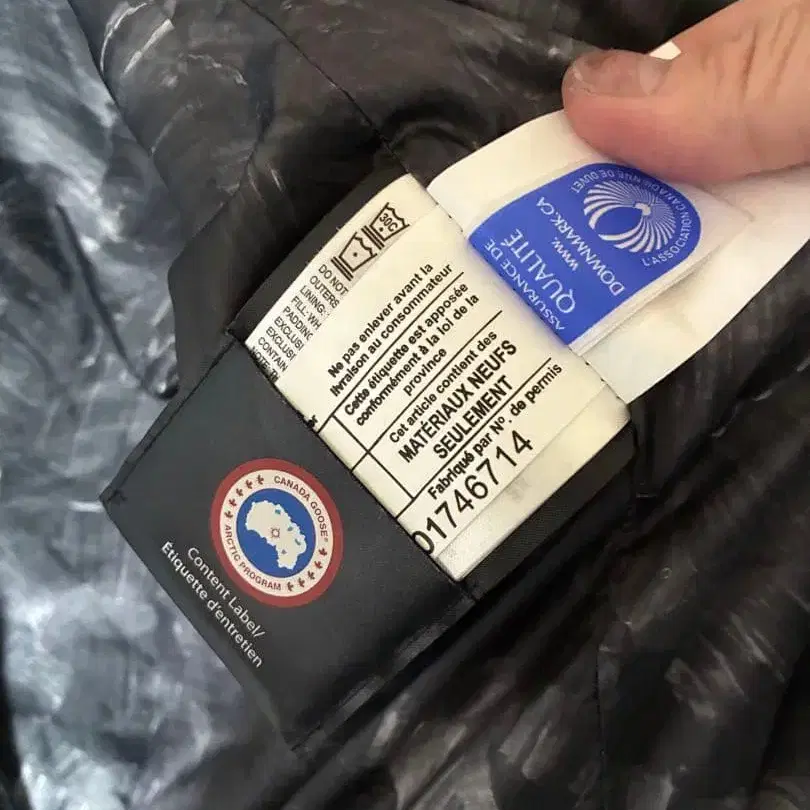 30C
DO NOT
OUTERS
LINING:
FILL: WH
PADDING
EXCLUSI
EXCLUSI
CONTAIN
Ne pas enlever avant la
livraison au consommateur
Cette étiquette est apposée
conformément à la loi de la
province
Cet article contient des
MATÉRIAUX NEUFS
SEULEMENT
Fabriqué par No. de permis
01746714
ASSURANCE DE
QUALITÉ
www.
DOWNMARK.CA
L'ASSOCIATION CANADIENNE DE DUVET
CANADA GOOSE®
ARCTIC PROGRAM
Content Label/
Étiquette d'entretien